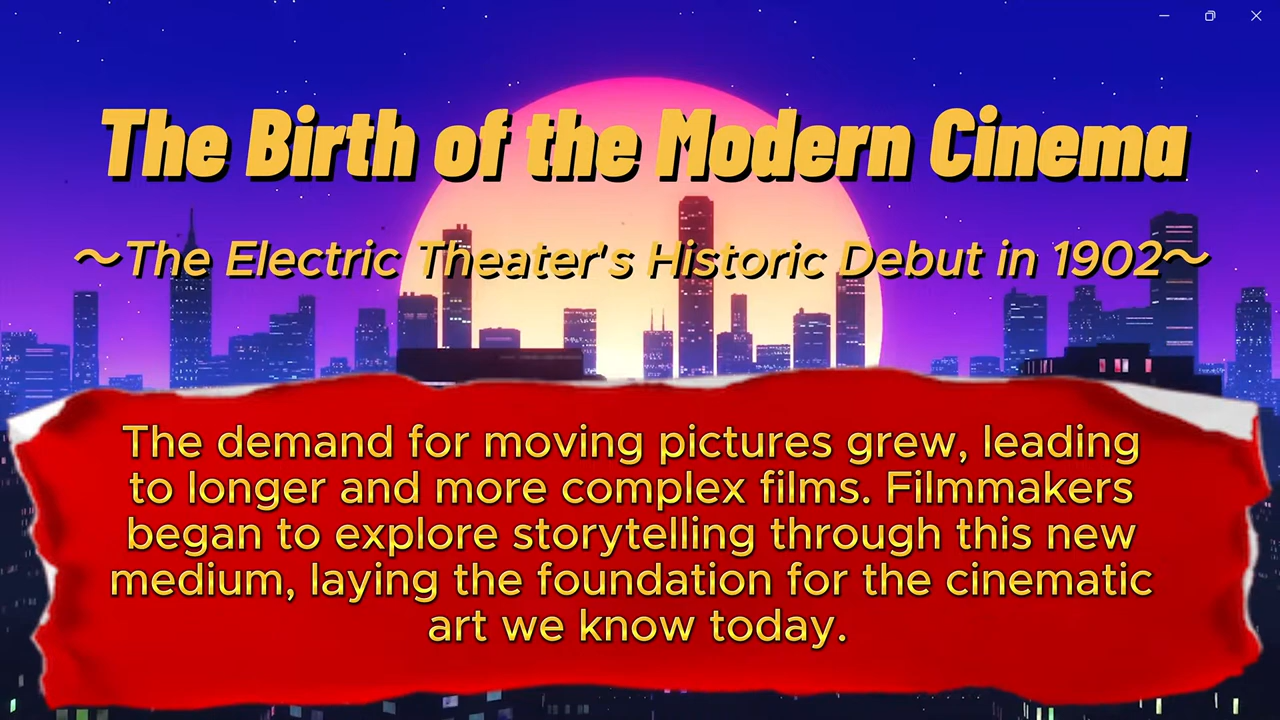 The Birth of the Modern Cinema
～The Electric Theater's Historic Debut in 1902～
The demand for moving pictures grew, leading
to longer and more complex films. Filmmakers
began to explore storytelling through this new
medium, laying the foundation for the cinematic
art we know today.